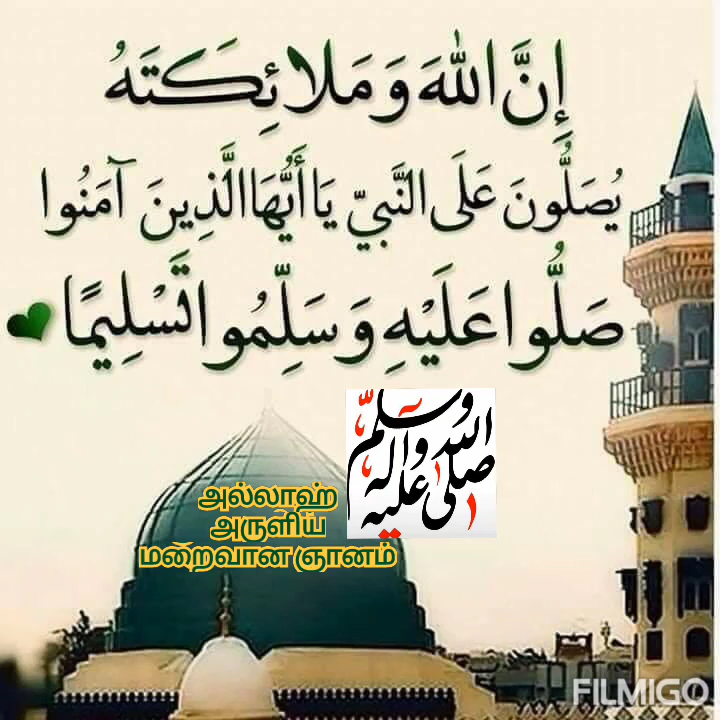 إِنَّ اللهَ وَمَلائِكَتَهُ
يُصَلُّونَ عَلَى النَّبِيِّ يَا أَيُّهَا الَّذِينَ آمَنُوا
صَلُّوا عَلَيْهِ وَسَلِّمُوا تَسْلِيمًا
صلى الله عليه وآله وسلم
அல்லாஹ்
அருளிய
மறைவான ஞானம்
FILMIGO